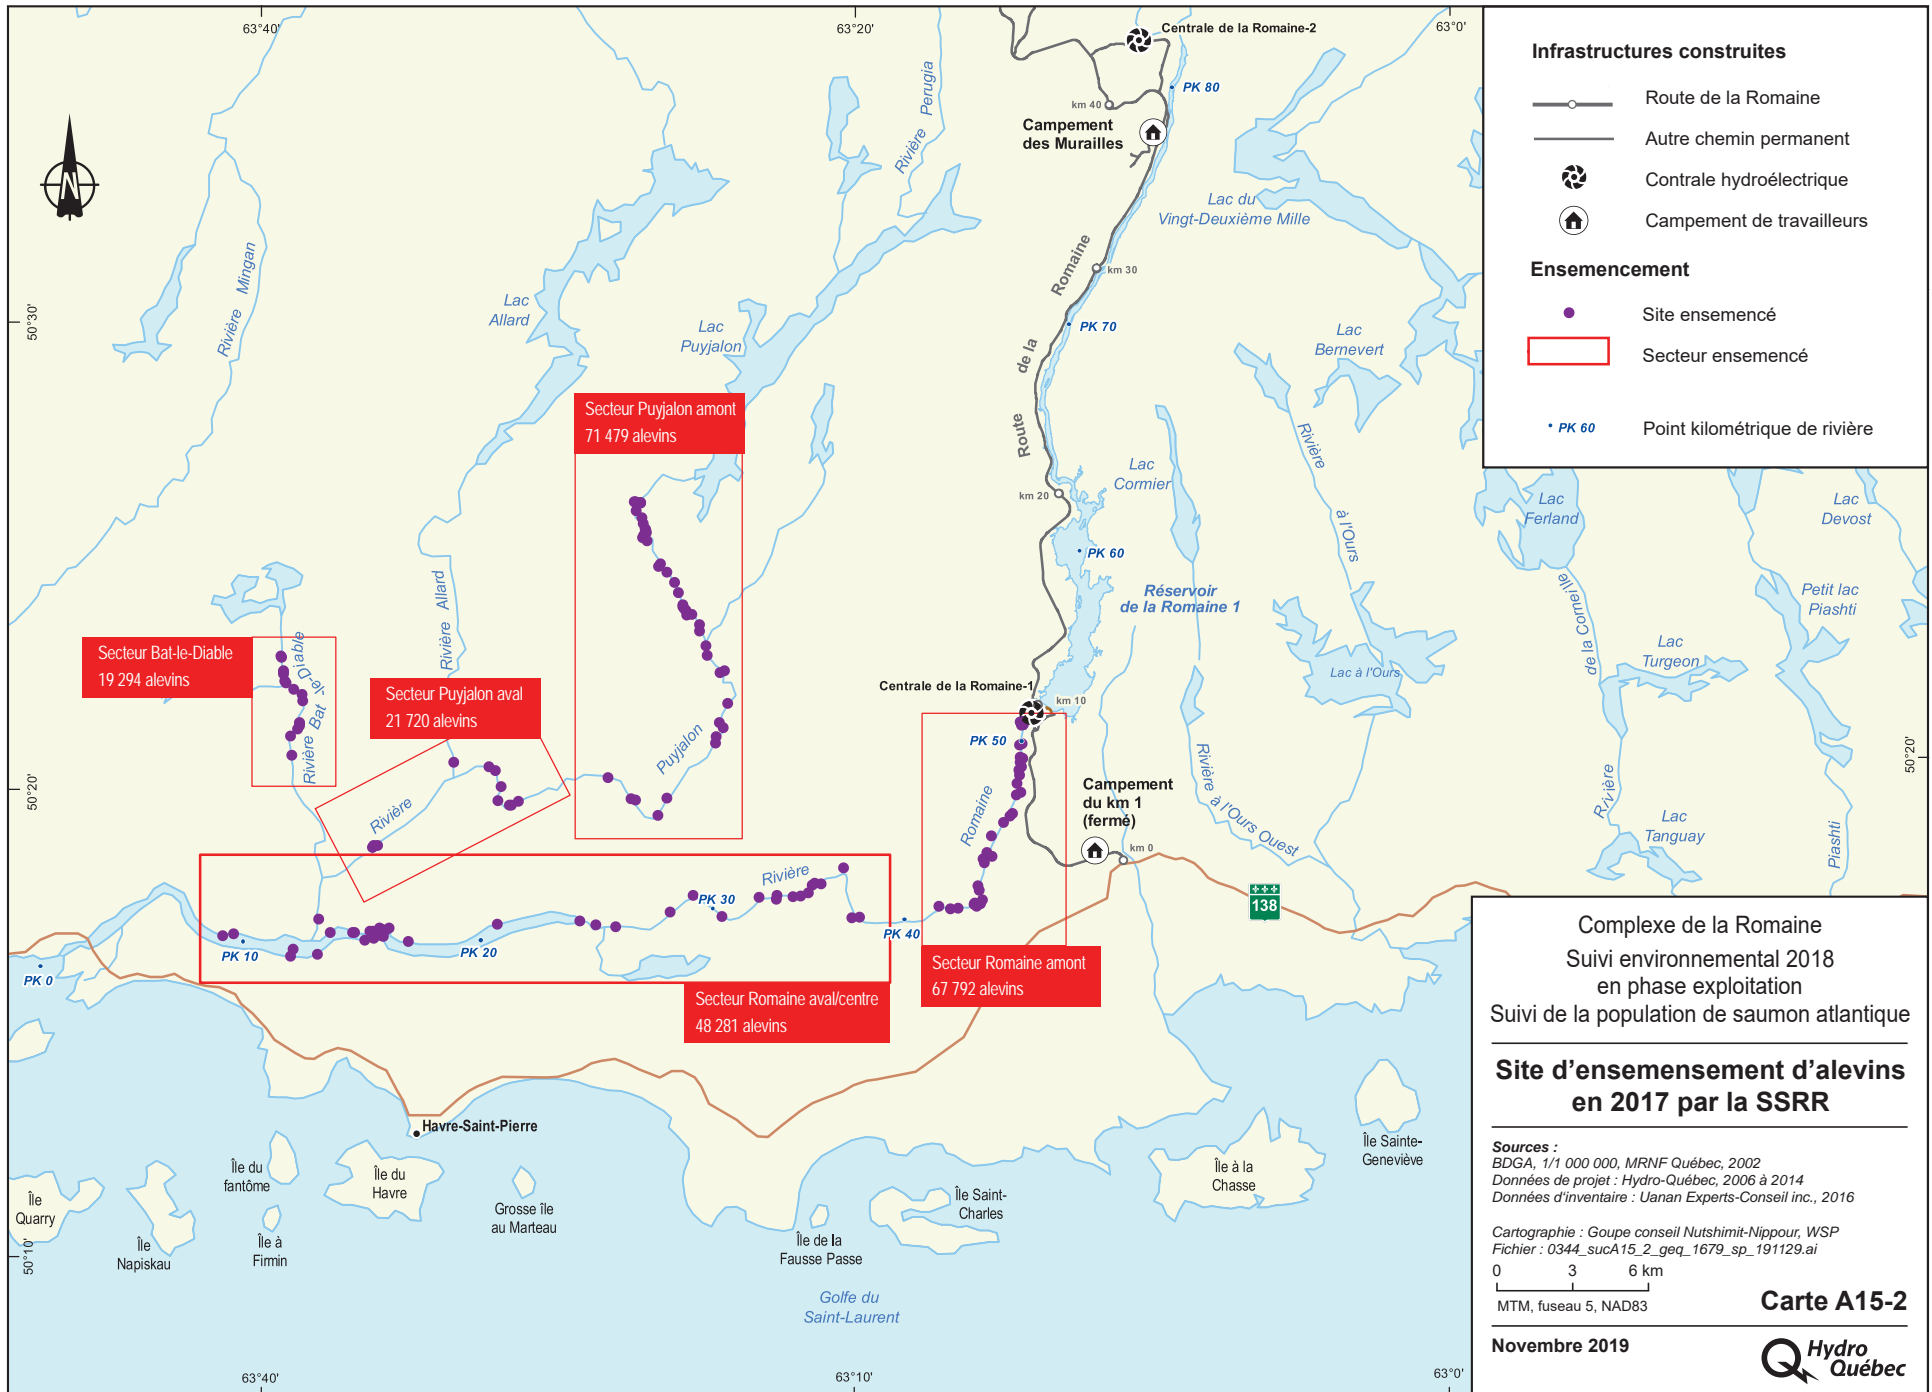 63°40'
63°20'
63°0'
Centrale de la Romaine-2
PK 80
km 40
Campement
des Murailles
Rivière Perugia
Lac du
Vingt-Deuxième Mille
Rivière Mingan
Lac
Allard
Lac
Puyjalon
km 30
Route de la Romaine
PK 70
Lac
Bernevert
50°30'
Infrastructures construites
Route de la Romaine
Autre chemin permanent
Contrale hydroélectrique
Campement de travailleurs
Ensemencement
Site ensemencé
Secteur ensemencé
PK 60
Point kilométrique de rivière
Secteur Puyjalon amont
71 479 alevins
km 20
Lac
Cormier
Rivière à l'Ours
Lac
Ferland
Lac
Devost
PK 60
Réservoir
de la Romaine 1
Rivière Allard
Rivière de la Corneille
Petit lac
Piashti
Lac
Turgeon
Lac à l'Ours
Secteur Bat-le-Diable
19 294 alevins
Rivière Bat-le-Diable
Secteur Puyjalon aval
21 720 alevins
Centrale de la Romaine-1
km 10
PK 50
Rivière Puyjalon
Romaine
Campement
du km 1
(fermé)
km 0
Rivière à l'Ours Ouest
Lac
Tanguay
Piashti
50°20'
50°20'
Rivière
PK 30
PK 40
PK 10
PK 20
PK 0
138
Secteur Romaine amont
67 792 alevins
Secteur Romaine aval/centre
48 281 alevins
Havre-Saint-Pierre
Île du
fantôme
Île du
Havre
Île
Quarry
Île
Napiskau
Île à
Firmin
Grosse île
au Marteau
Île Saint-
Charles
Île de la
Fausse Passe
Île à la
Chasse
Île Sainte-
Geneviève
Golfe du
Saint-Laurent
50°10'
63°40'
63°10'
63°0'
N
Complexe de la Romaine
Suivi environnemental 2018
en phase exploitation
Suivi de la population de saumon atlantique
Site d'ensemensement d'alevins
en 2017 par la SSRR
Sources :
BDGA, 1/1 000 000, MRNF Québec, 2002
Données de projet : Hydro-Québec, 2006 à 2014
Données d'inventaire : Uanan Experts-Conseil inc., 2016
Cartographie : Goupe conseil Nutshimit-Nippour, WSP
Fichier : 0344_sucA15_2_geq_1679_sp_191129.ai
0 3 6 km
MTM, fuseau 5, NAD83
Carte A15-2
Novembre 2019
Hydro
Québec